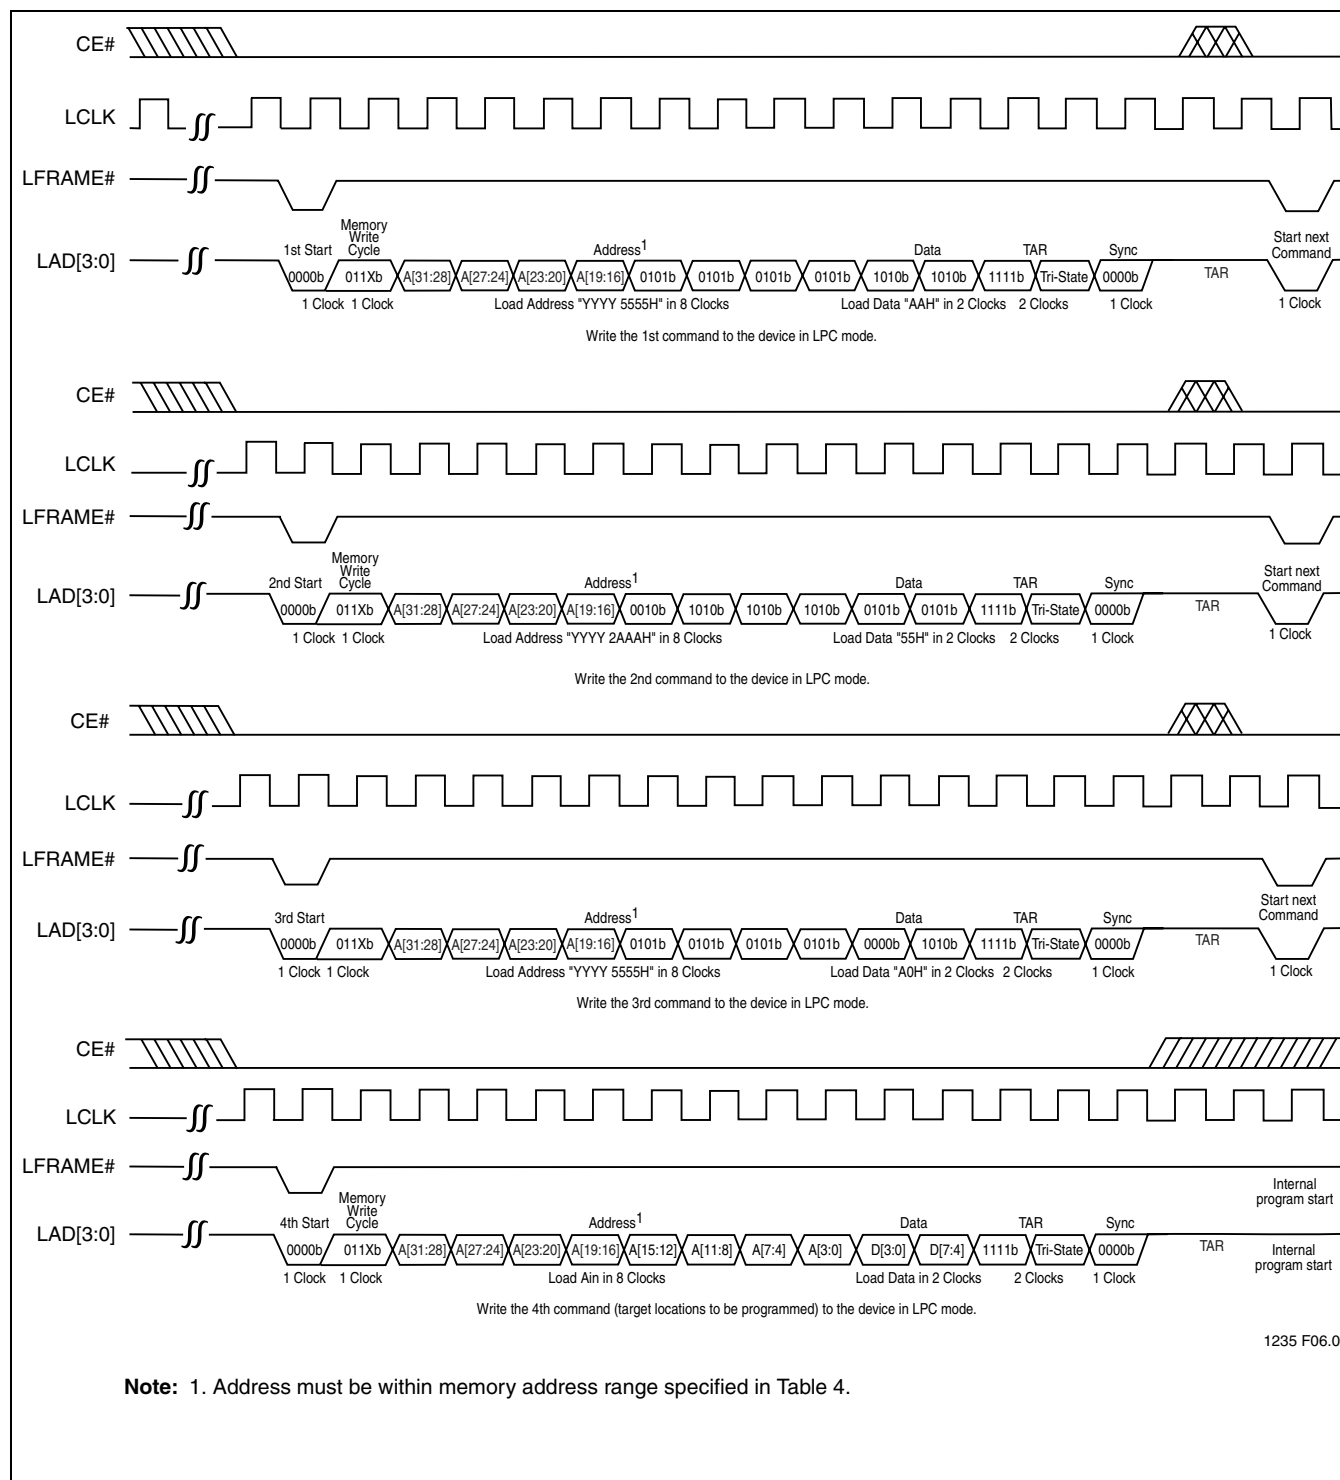 CE#
LCLK
LFRAME#
LAD[3:0]
1st Start
Memory
Write
Cycle
Address1
Data
TAR
Sync
Start next
Command
0000b 011Xb A[31:28] A[27:24] A[23:20] A[19:16] 0101b 0101b 0101b 0101b 1010b 1010b 1111b Tri-State 0000b TAR
1 Clock 1 Clock Load Address "YYYY 5555H" in 8 Clocks Load Data "AAH" in 2 Clocks 2 Clocks 1 Clock 1 Clock
Write the 1st command to the device in LPC mode.
CE#
LCLK
LFRAME#
LAD[3:0]
2nd Start
Memory
Write
Cycle
Address1
Data
TAR
Sync
Start next
Command
0000b 011Xb A[31:28] A[27:24] A[23:20] A[19:16] 0010b 1010b 1010b 1010b 0101b 0101b 1111b Tri-State 0000b TAR
1 Clock 1 Clock Load Address "YYYY 2AAAH" in 8 Clocks Load Data "55H" in 2 Clocks 2 Clocks 1 Clock 1 Clock
Write the 2nd command to the device in LPC mode.
CE#
LCLK
LFRAME#
LAD[3:0]
3rd Start
Address1
Data
TAR
Sync
Start next
Command
0000b 011Xb A[31:28] A[27:24] A[23:20] A[19:16] 0101b 0101b 0101b 0101b 0000b 1010b 1111b Tri-State 0000b TAR
1 Clock 1 Clock Load Address "YYYY 5555H" in 8 Clocks Load Data "A0H" in 2 Clocks 2 Clocks 1 Clock 1 Clock
Write the 3rd command to the device in LPC mode.
CE#
LCLK
LFRAME#
Internal
program start
LAD[3:0]
4th Start
Memory
Write
Cycle
Address1
Data
TAR
Sync
0000b 011Xb A[31:28] A[27:24] A[23:20] A[19:16] A[15:12] A[11:8] A[7:4] A[3:0] D[3:0] D[7:4] 1111b Tri-State 0000b TAR
Internal
program start
1 Clock 1 Clock Load Ain in 8 Clocks Load Data in 2 Clocks 2 Clocks 1 Clock
Write the 4th command (target locations to be programmed) to the device in LPC mode.
1235 F06.0
Note: 1. Address must be within memory address range specified in Table 4.